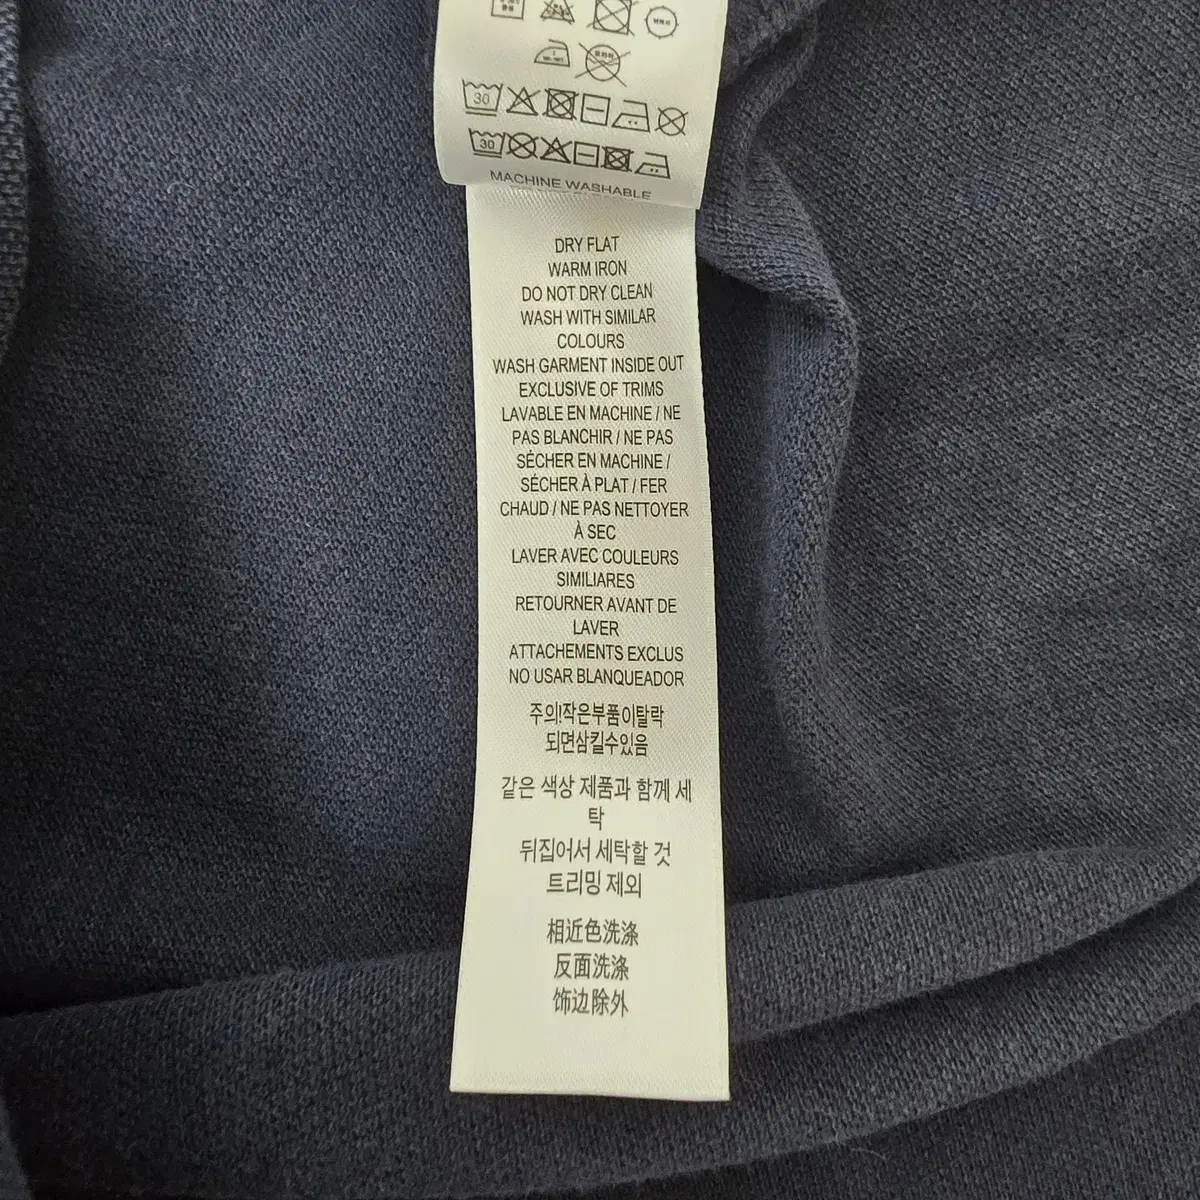 30
30
MACHINE WASHABLE
DRY FLAT
WARM IRON
DO NOT DRY CLEAN
WASH WITH SIMILAR
COLOURS
WASH GARMENT INSIDE OUT
EXCLUSIVE OF TRIMS
LAVABLE EN MACHINE / NE
PAS BLANCHIR / NE PAS
SÉCHER EN MACHINE /
SÉCHER À PLAT / FER
CHAUD / NE PAS NETTOYER
À SEC
LAVER AVEC COULEURS
SIMILIARES
RETOURNER AVANT DE
LAVER
ATTACHEMENTS EXCLUS
NO USAR BLANQUEADOR
주의!작은부품이탈락
되면삼킬수있음
같은 색상 제품과 함께 세
탁
뒤집어서 세탁할 것
트리밍 제외
相近色洗涤
反面洗涤
饰边除外